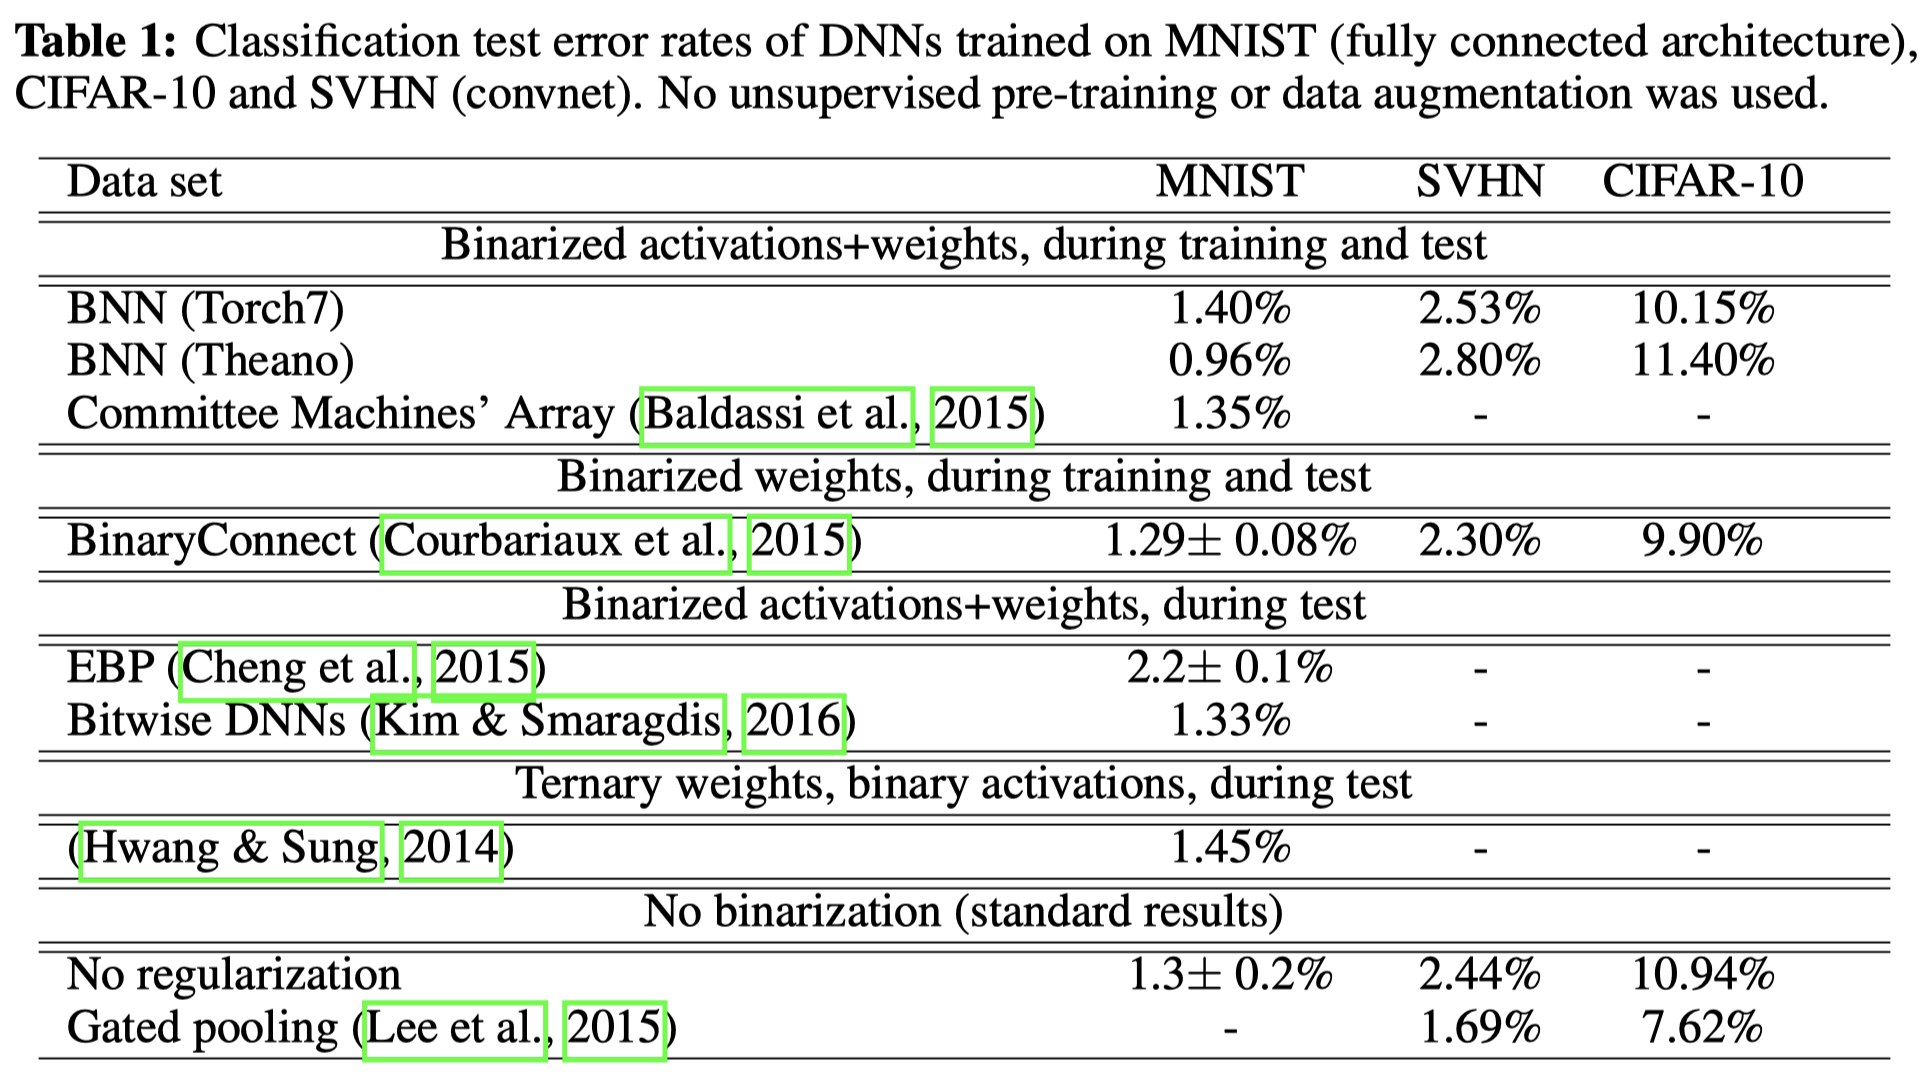 Table 1: Classification test error rates of DNNs trained on MNIST (fully connected architecture),
CIFAR-10 and SVHN (convnet). No unsupervised pre-training or data augmentation was used.
Data set MNIST SVHN CIFAR-10
Binarized activations+weights, during training and test
BNN (Torch7) 1.40% 2.53% 10.15%
BNN (Theano) 0.96% 2.80% 11.40%
Committee Machines’ Array (Baldassi et al., 2015) 1.35% - -
Binarized weights, during training and test
BinaryConnect (Courbariaux et al., 2015) 1.29± 0.08% 2.30% 9.90%
Binarized activations+weights, during test
EBP (Cheng et al., 2015) 2.2± 0.1% - -
Bitwise DNNs (Kim & Smaragdis, 2016) 1.33% - -
Ternary weights, binary activations, during test
(Hwang & Sung, 2014) 1.45% - -
No binarization (standard results)
No regularization 1.3± 0.2% 2.44% 10.94%
Gated pooling (Lee et al., 2015) - 1.69% 7.62%